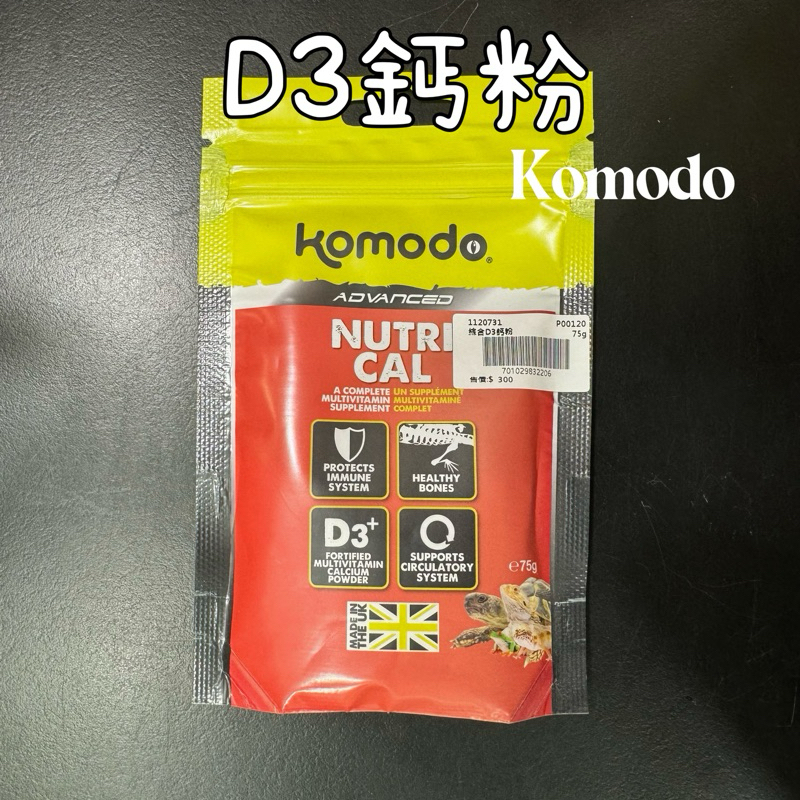 D3鈣粉
Komodo
komodo®
ADVANCED
1120731 P00120
綜合D3鈣粉 75g
701029832206
售價:$ 300
NUTRI
CAL
A COMPLETE UN SUPPLÉMENT
MULTIVITAMIN MULTIVITAMINÉ
SUPPLEMENT COMPLET
PROTECTS
IMMUNE
SYSTEM
HEALTHY
BONES
D3+
FORTIFIED
MULTIVITAMIN
CALCIUM
POWDER
SUPPORTS
CIRCULATORY
SYSTEM
℮75g
MADE IN
THE UK